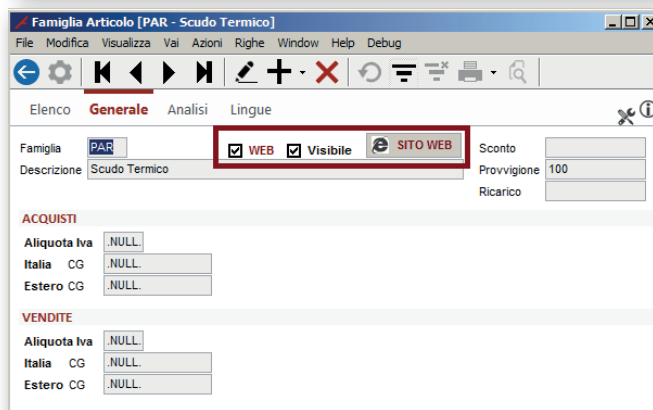 Famiglia Articolo [PAR - Scudo Termico]
File Modifica Visualizza Vai Azioni Righe Window Help Debug
Elenco Generale Analisi Lingue
Famiglia PAR WEB Visibile SITO WEB Sconto
Descrizione Scudo Termico Provvigione 100
Ricarico
ACQUISTI
Aliquota Iva .NULL.
Italia CG .NULL.
Estero CG .NULL.
VENDITE
Aliquota Iva .NULL.
Italia CG .NULL.
Estero CG .NULL.